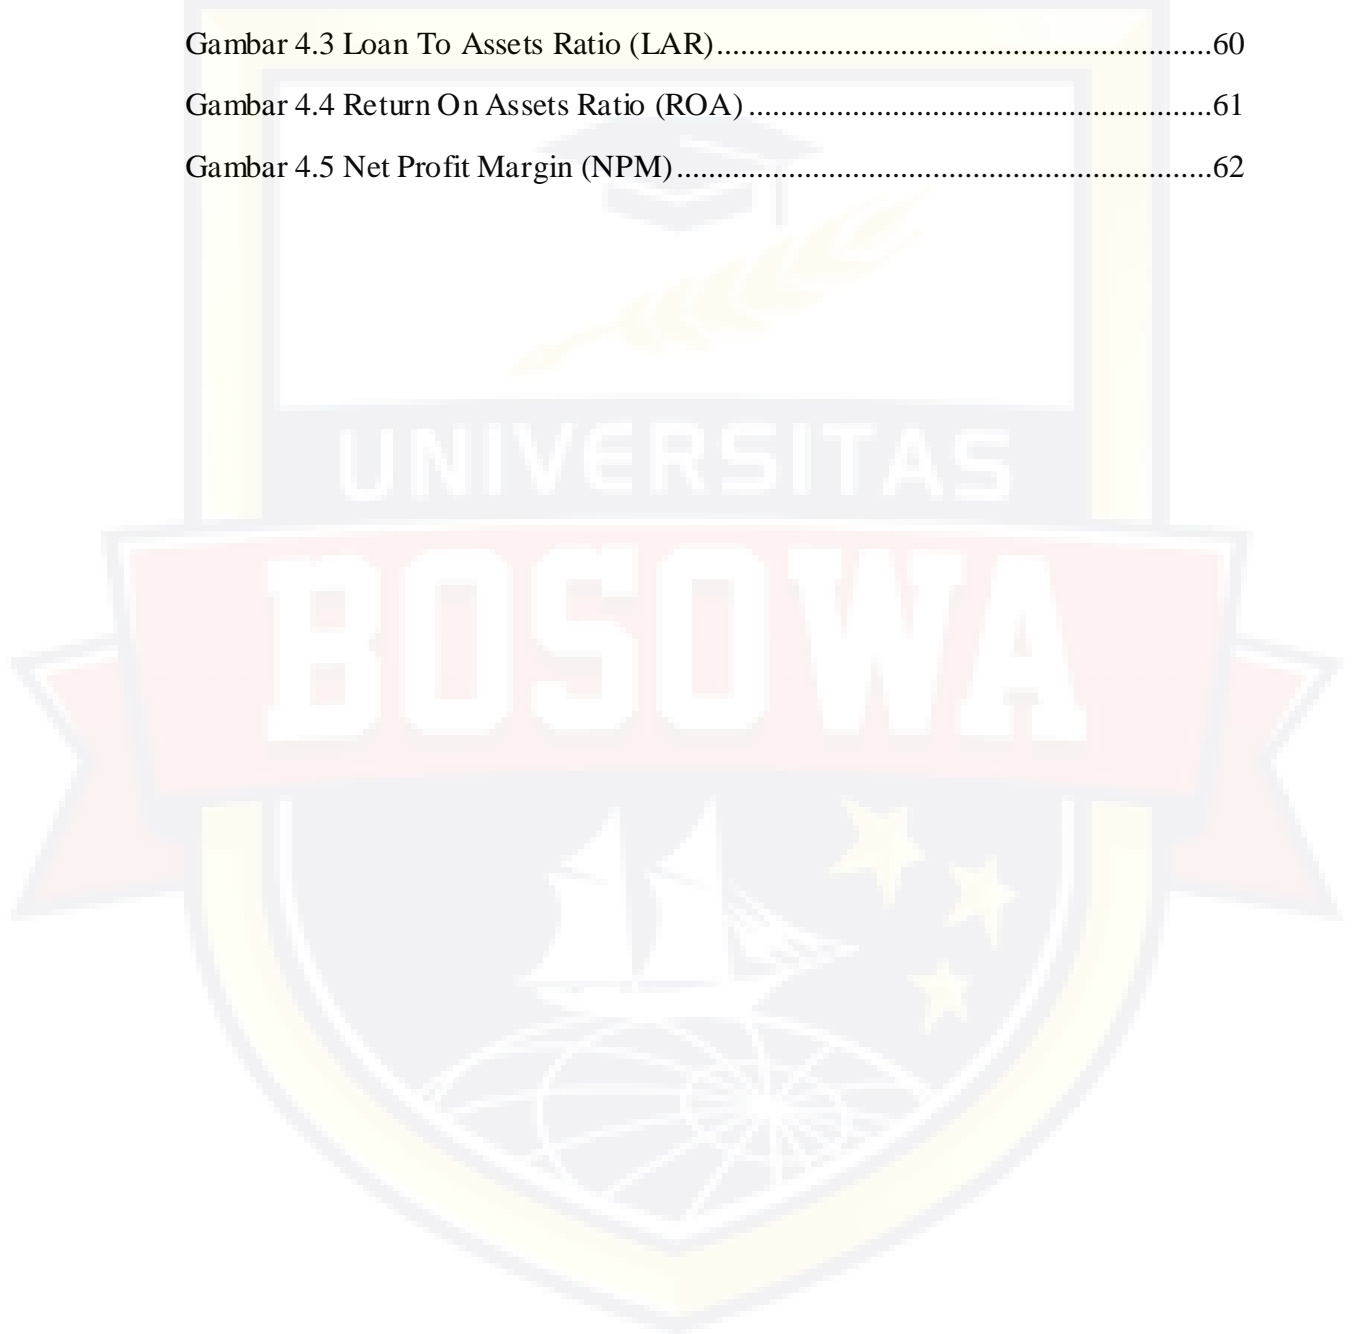 Gambar 4.3 Loan To Assets Ratio (LAR)..............................................................60
Gambar 4.4 Return On Assets Ratio (ROA)..........................................................61
Gambar 4.5 Net Profit Margin (NPM)...................................................................62
UNIVERSITAS
BOSOWA